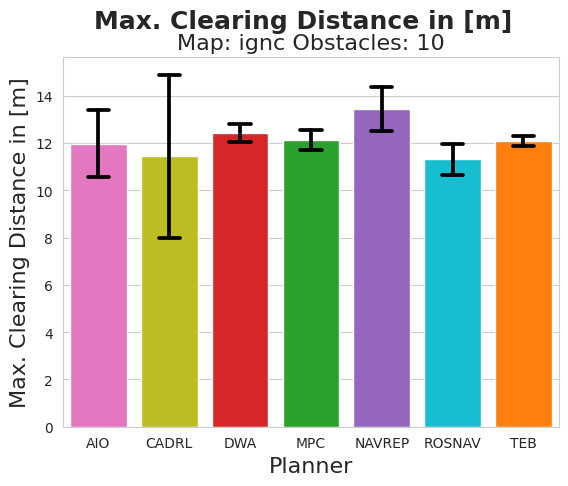 Max. Clearing Distance in [m]
Map: ignc Obstacles: 10
Max. Clearing Distance in [m]
14
12
10
8
6
4
2
0
AIO CADRL DWA MPC NAVREP ROSNAV TEB
Planner